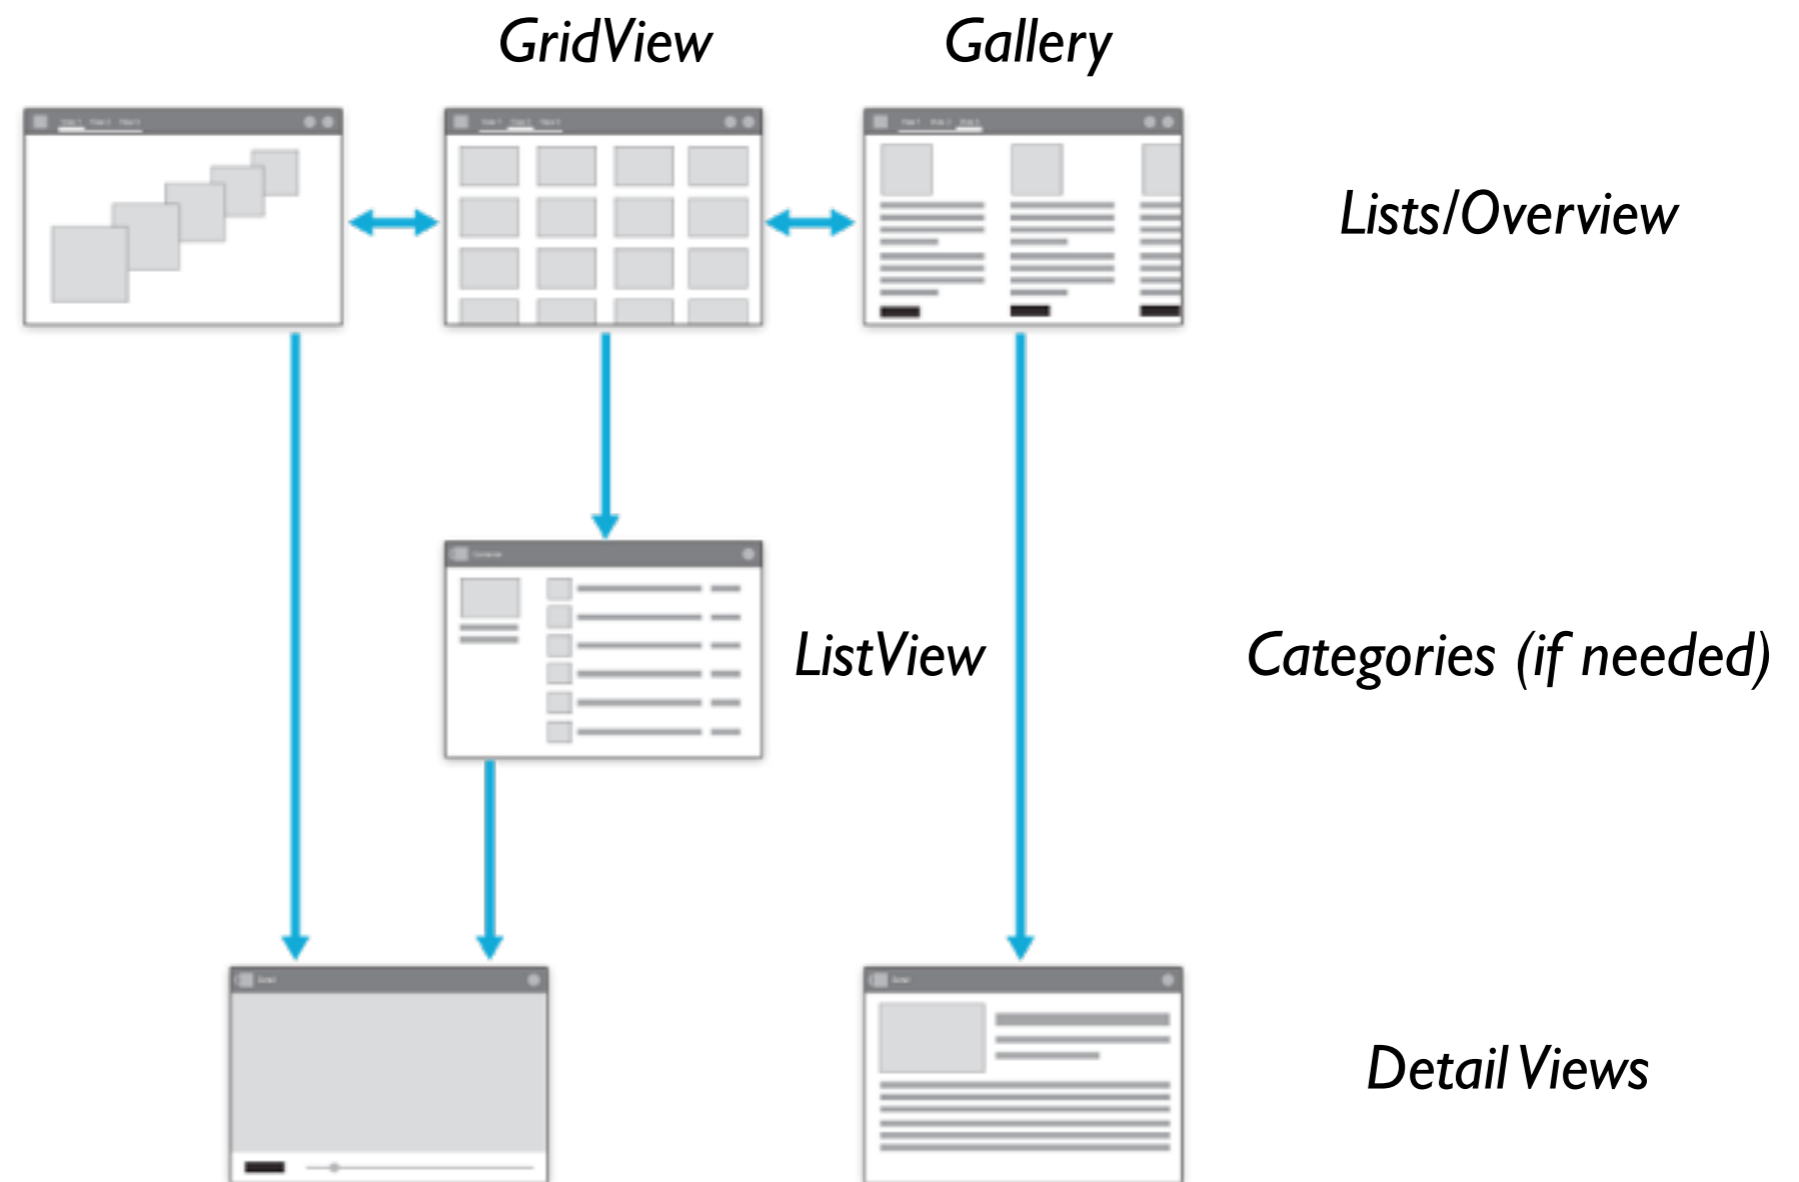 GridView
Gallery
Lists/Overview
ListView
Categories (if needed)
Detail Views